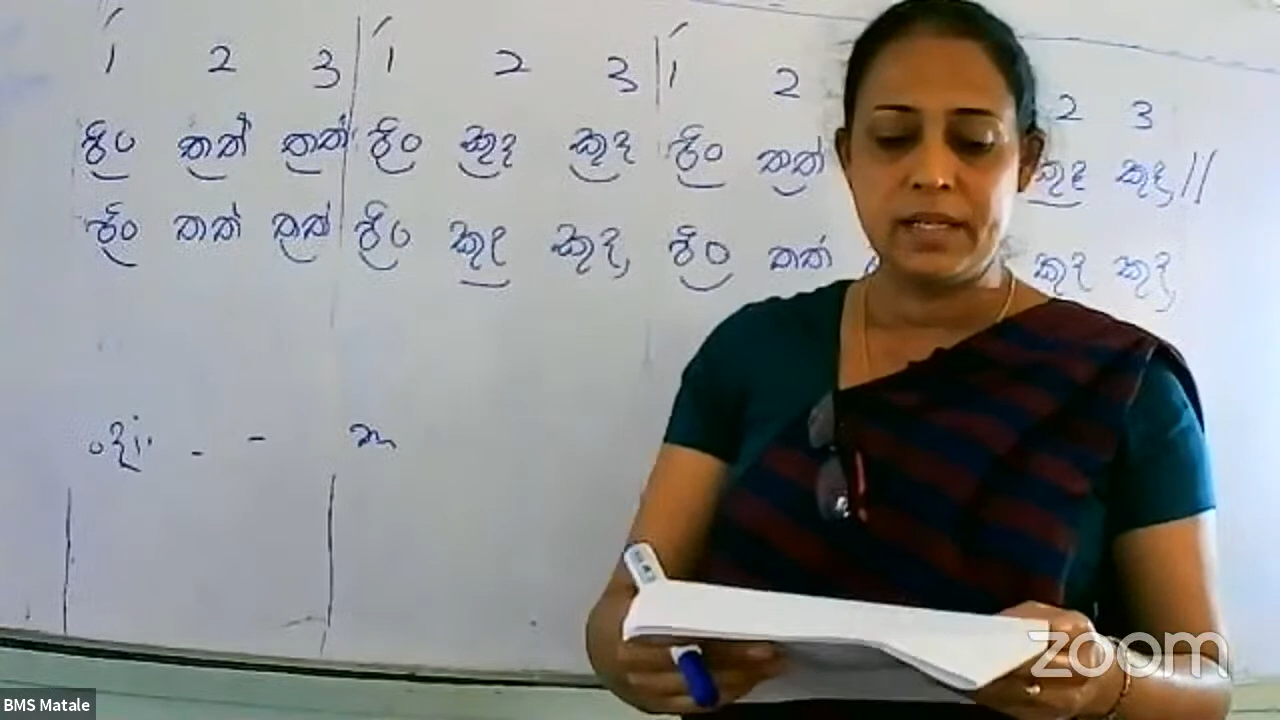 1 2 3 | 1 2 3 | 1 2 2 3
ජිං තත් තත් | ජිං කුද කුද ජිං තත් කුද කුද, //
ජිං තත් තත් | ජිං කුද කුද, ජිං තත් කුද කුද,
- -
zoom
BMS Matale